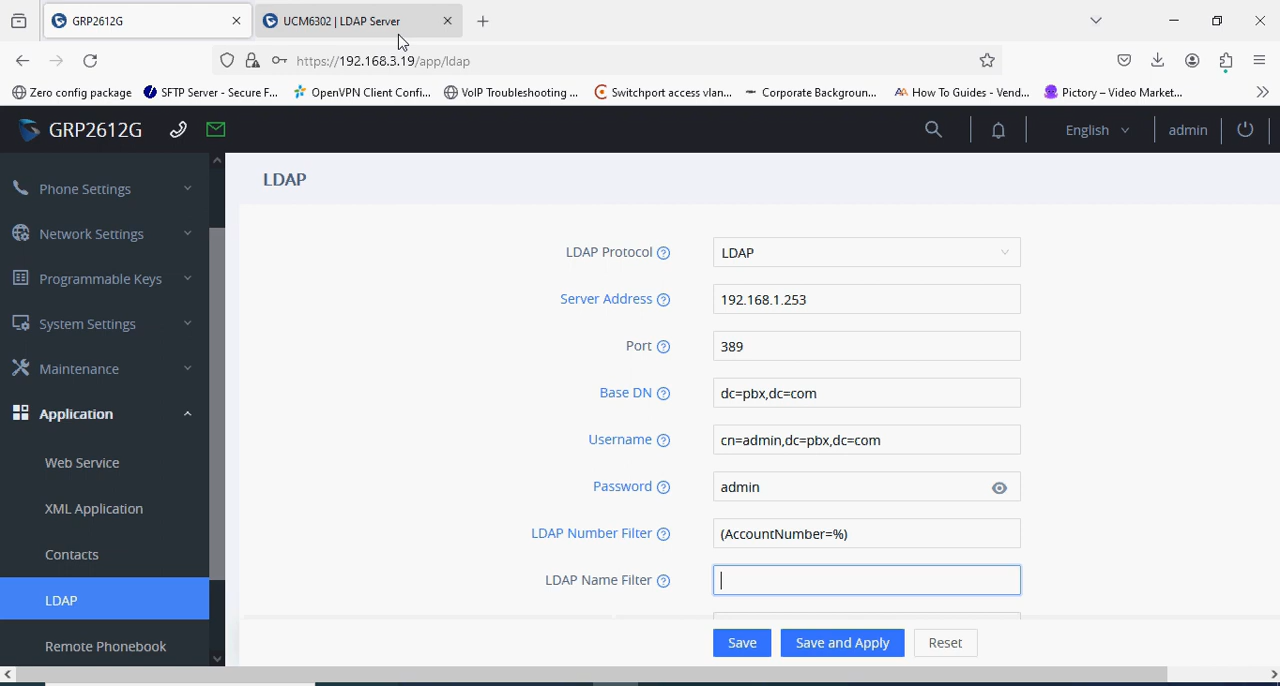 GRP2612G
UCM6302 | LDAP Server
https://192.168.3.19/app/ldap
Zero config package
SFTP Server - Secure F...
OpenVPN Client Confi...
VoIP Troubleshooting ...
Switchport access vlan...
Corporate Backgroun...
How To Guides - Vend...
Pictory – Video Market...
GRP2612G
English
admin
Phone Settings
Network Settings
Programmable Keys
System Settings
Maintenance
Application
Web Service
XML Application
Contacts
LDAP
Remote Phonebook
LDAP
LDAP Protocol ? LDAP
Server Address ? 192.168.1.253
Port ? 389
Base DN ? dc=pbx,dc=com
Username ? cn=admin,dc=pbx,dc=com
Password ? admin
LDAP Number Filter ? (AccountNumber=%)
LDAP Name Filter ?
Save
Save and Apply
Reset